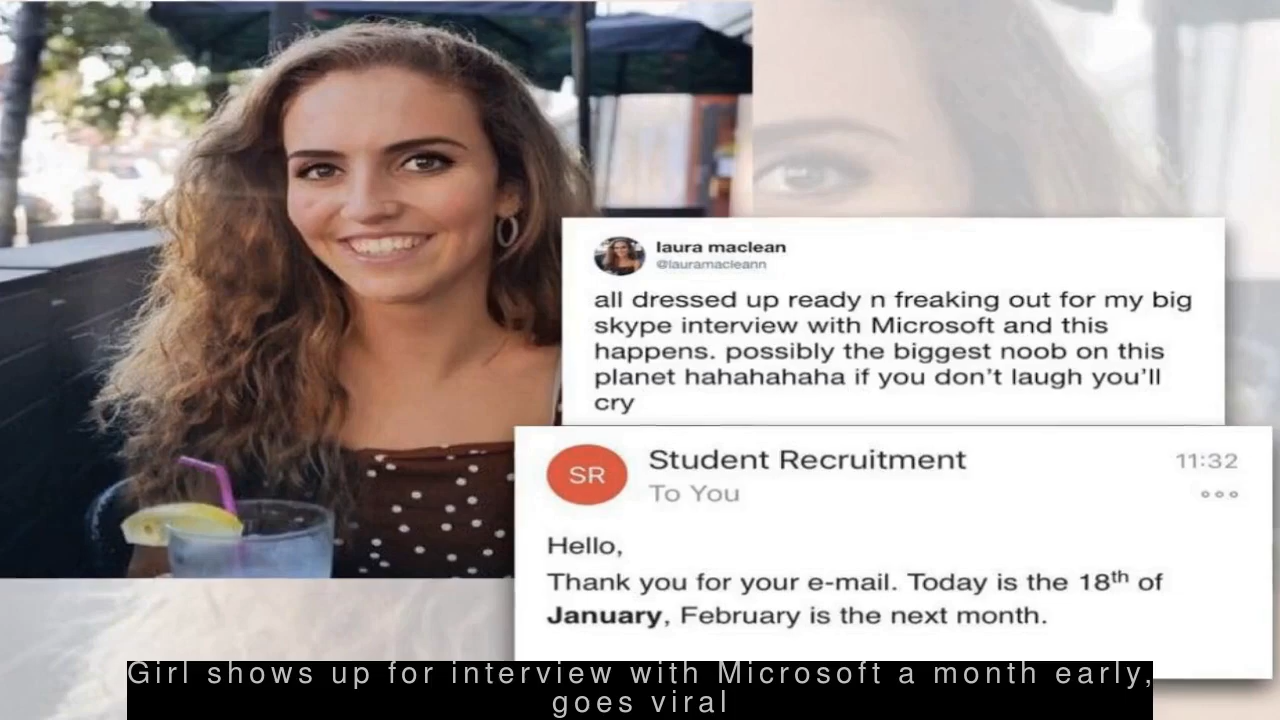 laura maclean
@lauramacleann
all dressed up ready n freaking out for my big
skype interview with Microsoft and this
happens. possibly the biggest noob on this
planet hahahahaha if you don't laugh you'll
cry
SR
Student Recruitment
11:32
To You
Hello,
Thank you for your e-mail. Today is the 18th of
January, February is the next month.
Girl shows up for interview with Microsoft a month early,
goes viral